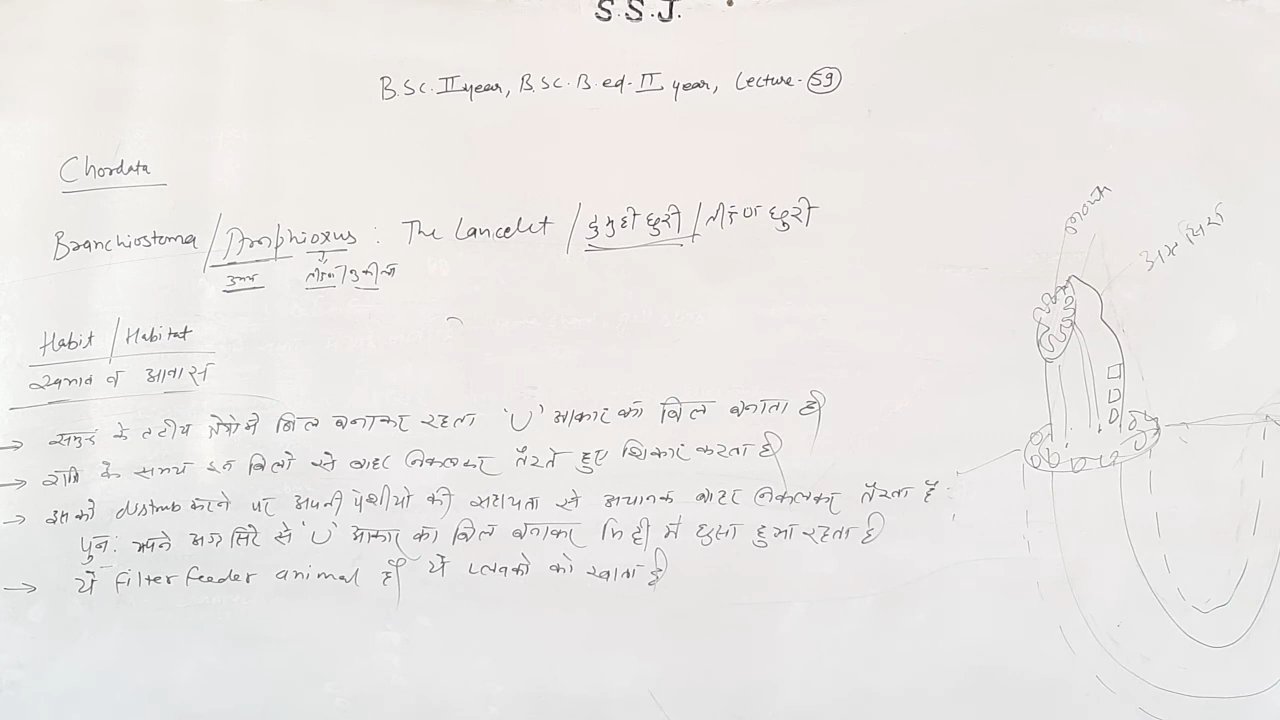 S.S.J.
B.Sc. II year, B.Sc. B.ed. II year, Lecture - 59
Chordata
Branchiostoma / Amphioxus : The Lancelet / दुमुही छुरी / तीक्ष्ण छुरी
उभय तीक्ष्ण / नुकीला
Habit / Habitat
स्वभाव व आवास
→ समुद्र के तटीय क्षेत्रो में बिल बनाकर रहता 'U' आकार का बिल बनाता है
→ रात्रि के समय इन बिलो से बाहर निकलकर तैरते हुए शिकार करता है
→ इसको disturb करने पर अपनी पेशीयो की सहायता से अचानक बाहर निकलकर तैरता है
पुन: अपने अग्र सिरे से 'U' आकार का बिल बनाकर मिट्टी में घुसा हुआ रहता है
→ ये filter feeder animal है ये प्लवको को खाता है
mouth
अग्र सिरा